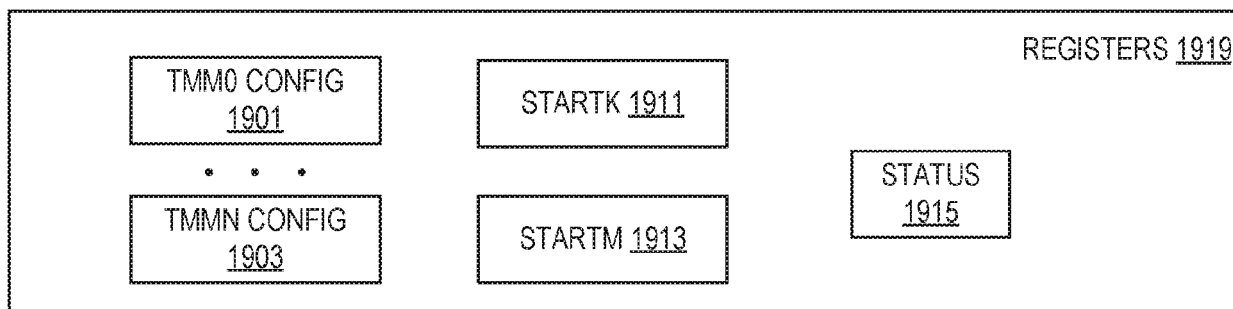 REGISTERS 1919
TMM0 CONFIG
1901
. . .
TMMN CONFIG
1903
STARTK 1911
STARTM 1913
STATUS
1915